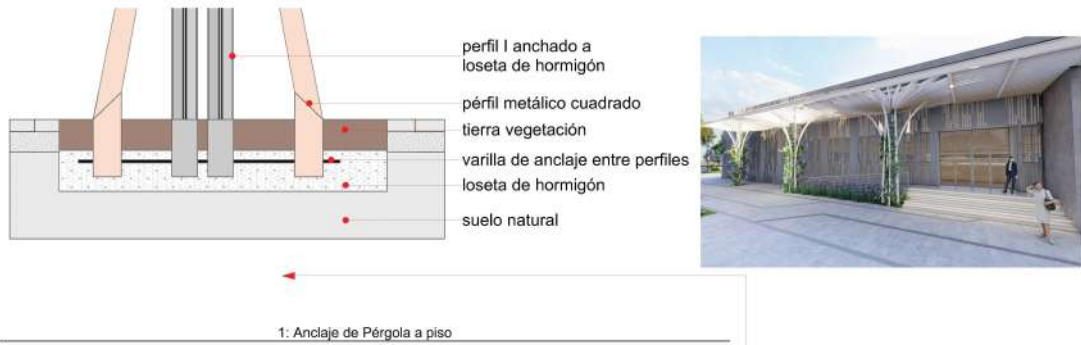 perfil I anchado a
loseta de hormigón
pérfil metálico cuadrado
tierra vegetación
varilla de anclaje entre perfiles
loseta de hormigón
suelo natural
1: Anclaje de Pérgola a piso